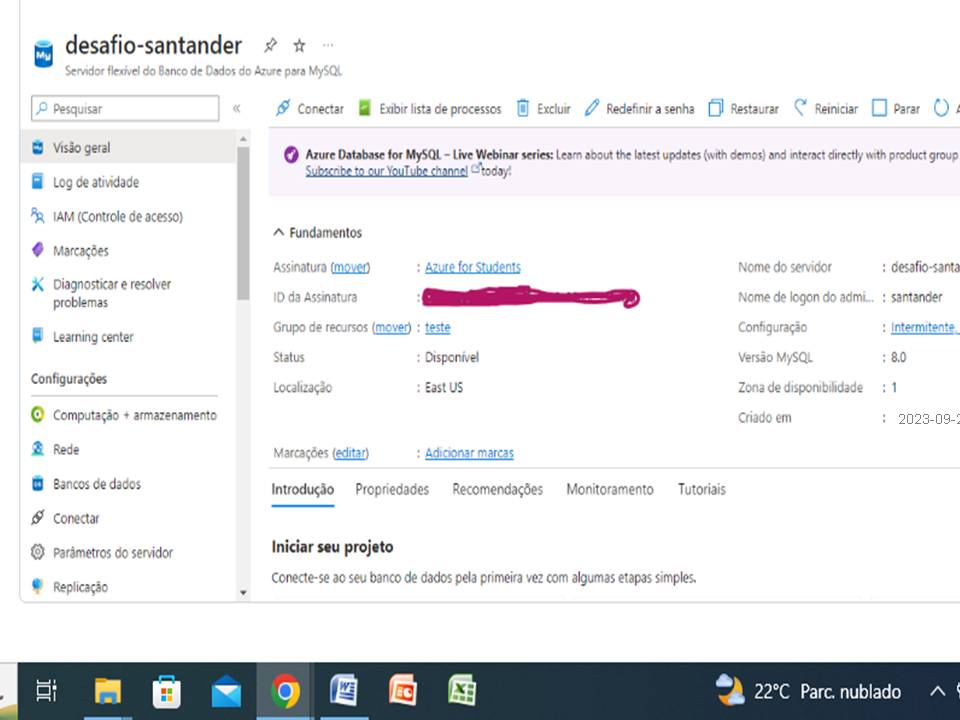 desafio-santander
Servidor flexível do Banco de Dados do Azure para MySQL
Pesquisar
Conectar Exibir lista de processos Excluir Redefinir a senha Restaurar Reiniciar Parar
Visão geral
Log de atividade
IAM (Controle de acesso)
Marcações
Diagnosticar e resolver
problemas
Learning center
Configurações
Computação + armazenamento
Rede
Bancos de dados
Conectar
Parâmetros do servidor
Replicação
Azure Database for MySQL – Live Webinar series: Learn about the latest updates (with demos) and interact directly with product group
Subscribe to our YouTube channel today!
Fundamentos
Assinatura (mover) : Azure for Students
ID da Assinatura :
Grupo de recursos (mover) : teste
Status : Disponível
Localização : East US
Nome do servidor : desafio-santa
Nome de logon do admi... : santander
Configuração : Intermitente,
Versão MySQL : 8.0
Zona de disponibilidade : 1
Criado em : 2023-09-2
Marcações (editar) : Adicionar marcas
Introdução Propriedades Recomendações Monitoramento Tutoriais
Iniciar seu projeto
Conecte-se ao seu banco de dados pela primeira vez com algumas etapas simples.
22°C Parc. nublado